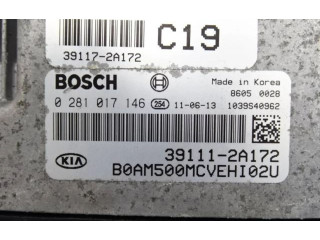 C19
39117-2A172
BOSCH
Made in Korea
8605 0028
0 281 017 146 254 11-06-13 1039S40962
KIA
39111-2A172
B0AM500MCVEHI02U